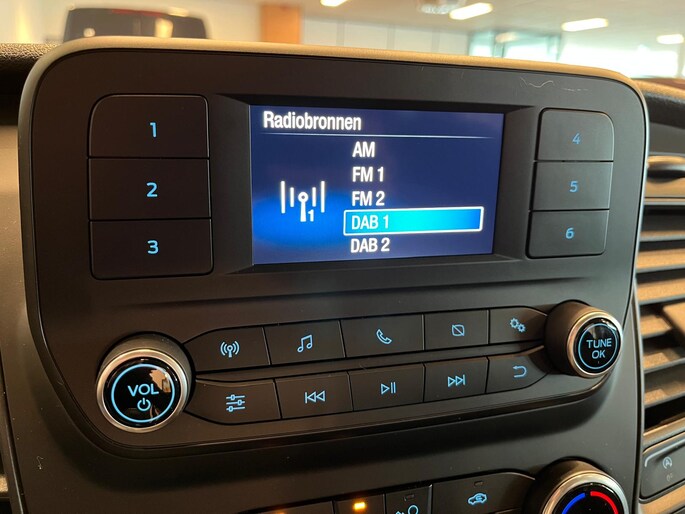 Radiobronnen
AM
FM 1
FM 2
DAB 1
DAB 2
1
1
2
3
4
5
6
VOL
TUNE
OK